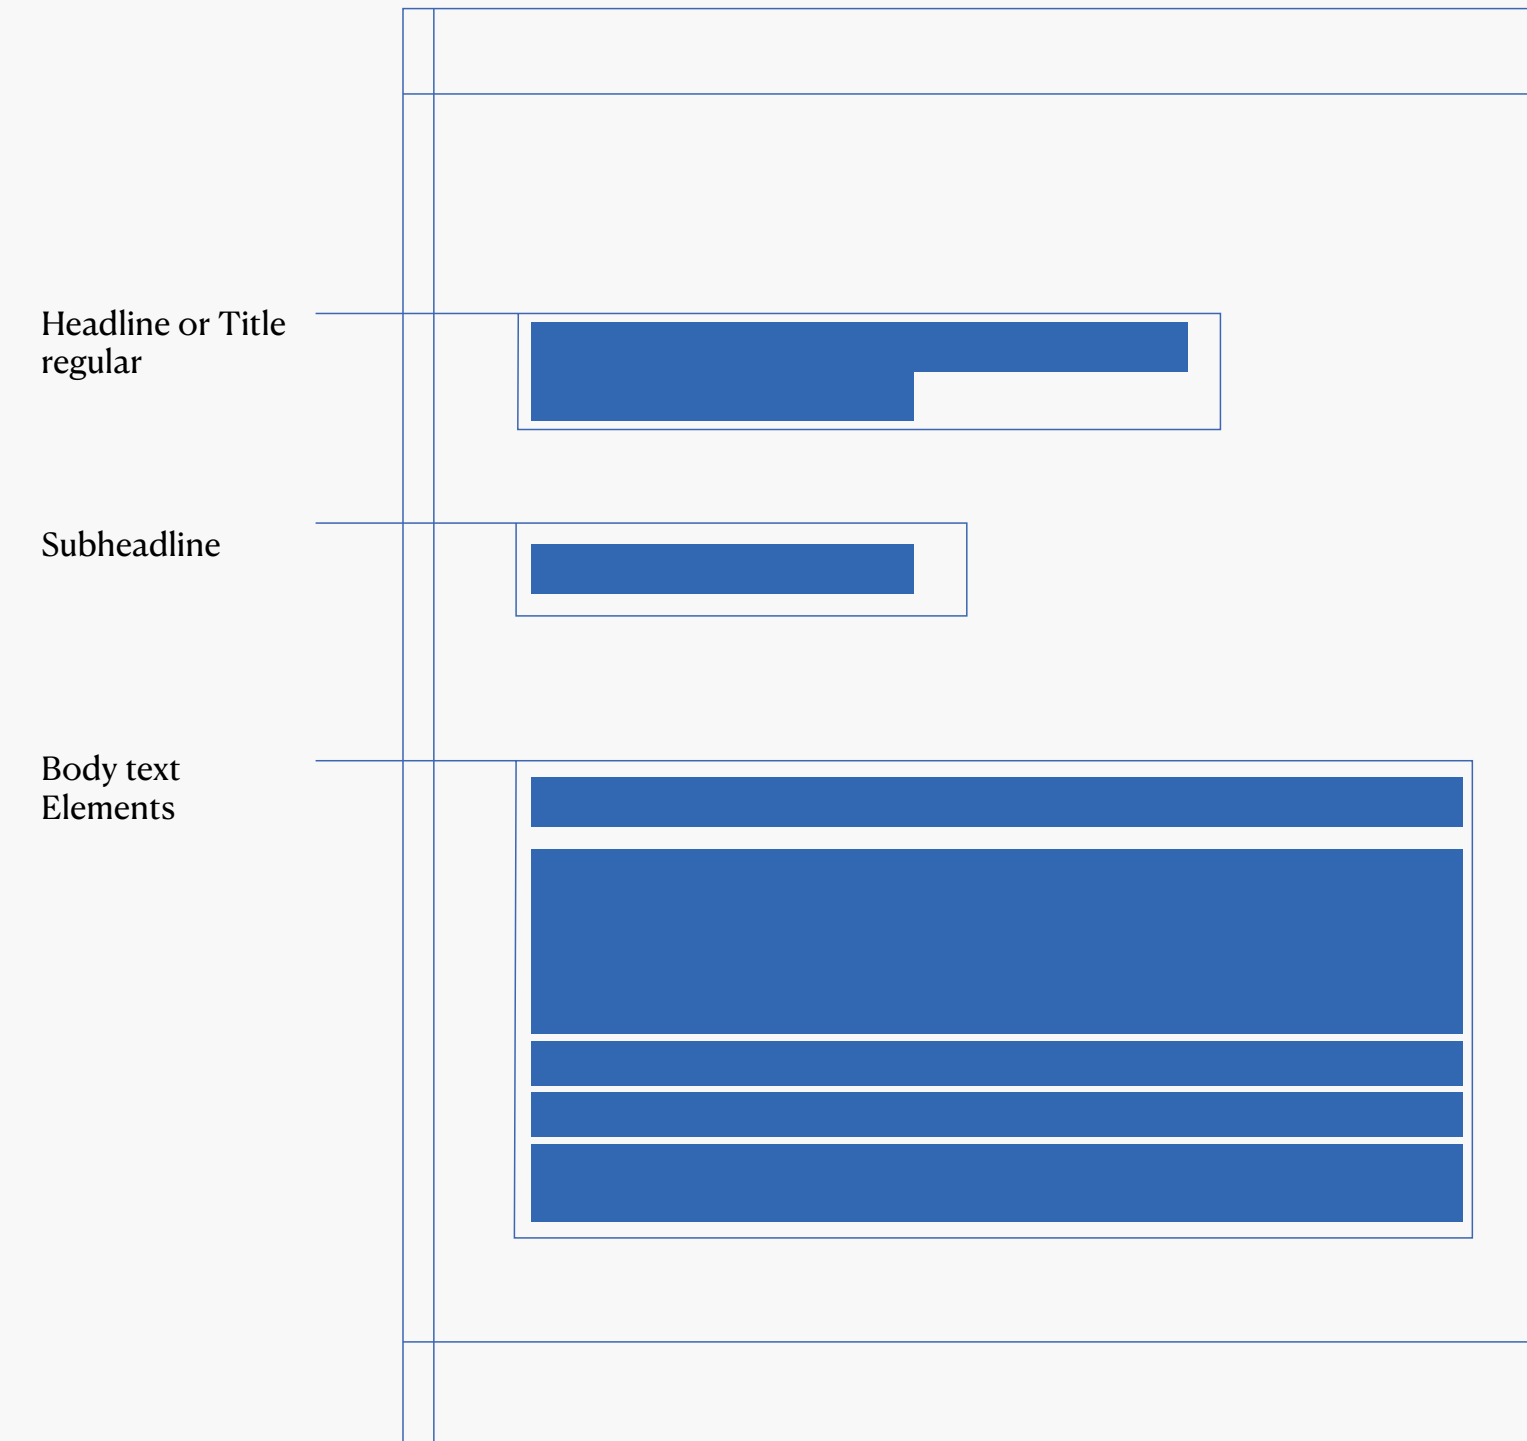 Headline or Title
regular
Subheadline
Body text
Elements